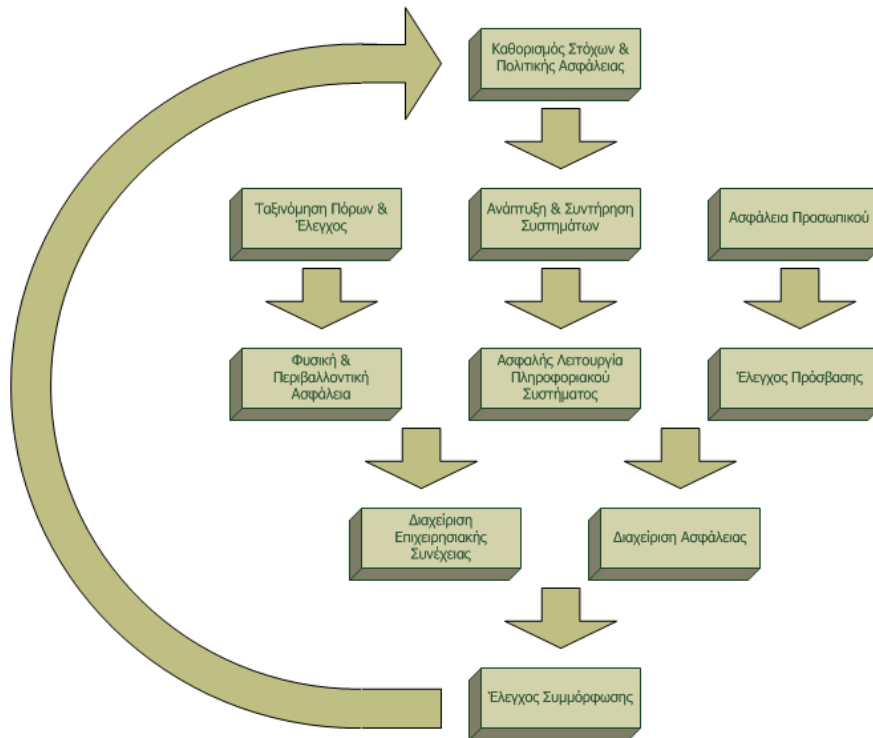 Καθορισμός Στόχων &
Πολιτικής Ασφάλειας
Ταξινόμηση Πόρων &
Έλεγχος
Ανάπτυξη & Συντήρηση
Συστημάτων
Ασφάλεια Προσωπικού
Φυσική &
Περιβαλλοντική
Ασφάλεια
Ασφαλής Λειτουργία
Πληροφοριακού
Συστήματος
Έλεγχος Πρόσβασης
Διαχείριση
Επιχειρησιακής
Συνέχειας
Διαχείριση Ασφάλειας
Έλεγχος Συμμόρφωσης